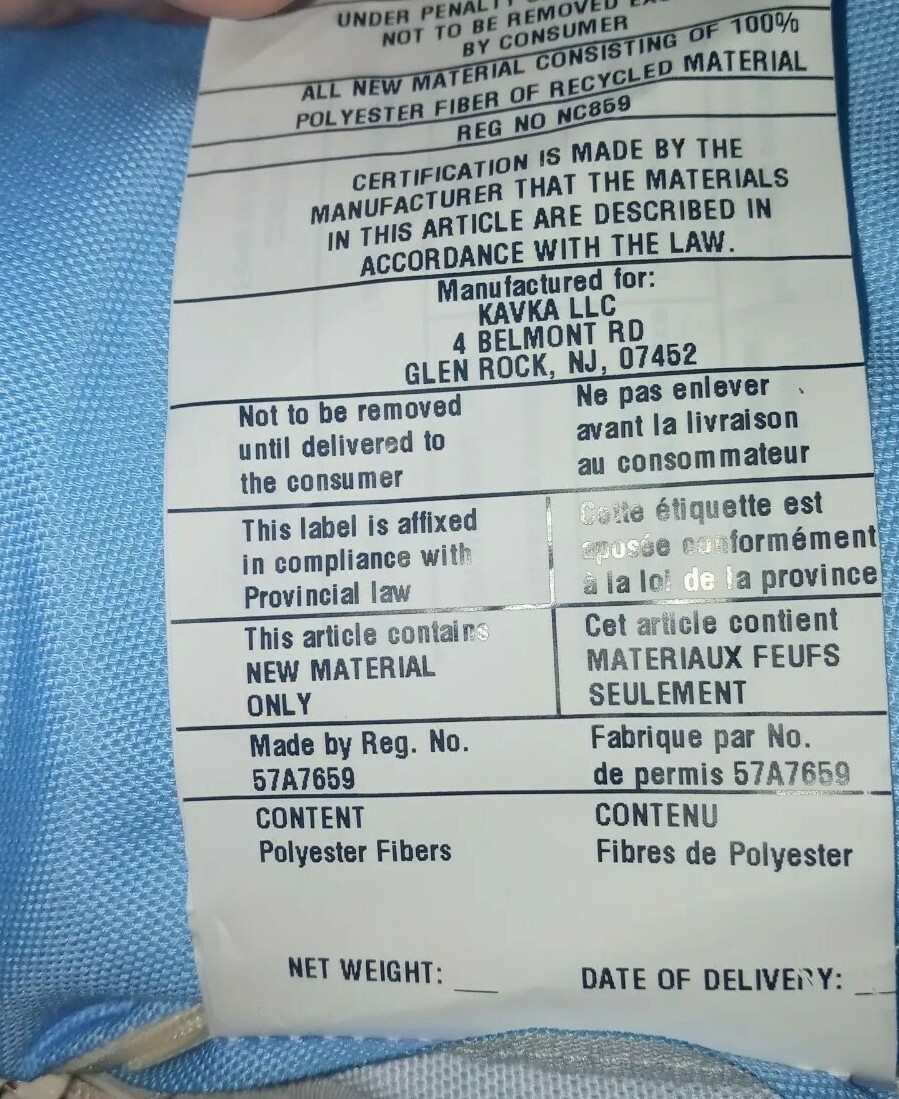 UNDER PENALTY
NOT TO BE REMOVED
BY CONSUMER
ALL NEW MATERIAL CONSISTING OF 100%
POLYESTER FIBER OF RECYCLED MATERIAL
REG NO NC859
CERTIFICATION IS MADE BY THE
MANUFACTURER THAT THE MATERIALS
IN THIS ARTICLE ARE DESCRIBED IN
ACCORDANCE WITH THE LAW.
Manufactured for:
KAVKA LLC
4 BELMONT RD
GLEN ROCK, NJ, 07452
Not to be removed
until delivered to
the consumer
Ne pas enlever
avant la livraison
au consommateur
This label is affixed
in compliance with
Provincial law
Cette étiquette est
aposée conformément
à la loi de la province
This article contains
NEW MATERIAL
ONLY
Cet article contient
MATERIAUX FEUFS
SEULEMENT
Made by Reg. No.
57A7659
Fabrique par No.
de permis 57A7659
CONTENT
Polyester Fibers
CONTENU
Fibres de Polyester
NET WEIGHT: __
DATE OF DELIVERY: __